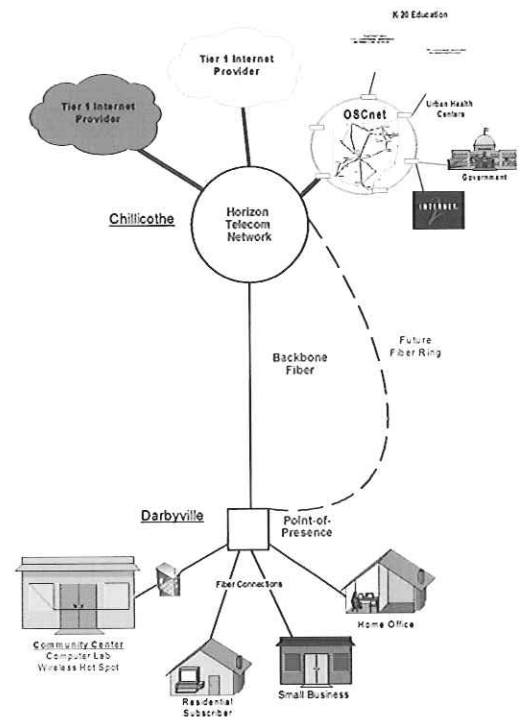 K-20 Education
Tier 1 Internet
Provider
Tier 1 Internet
Provider
OSCnet
Urban Health
Centers
Government
INTERNET
2
Chillicothe
Horizon
Telecom
Network
Backbone
Fiber
Future
Fiber Ring
Darbyville
Point-of-
Presence
Fiber Connections
Home Office
Community Center
Computer Lab
Wireless Hot Spot
Small Business
Residential
Subscriber